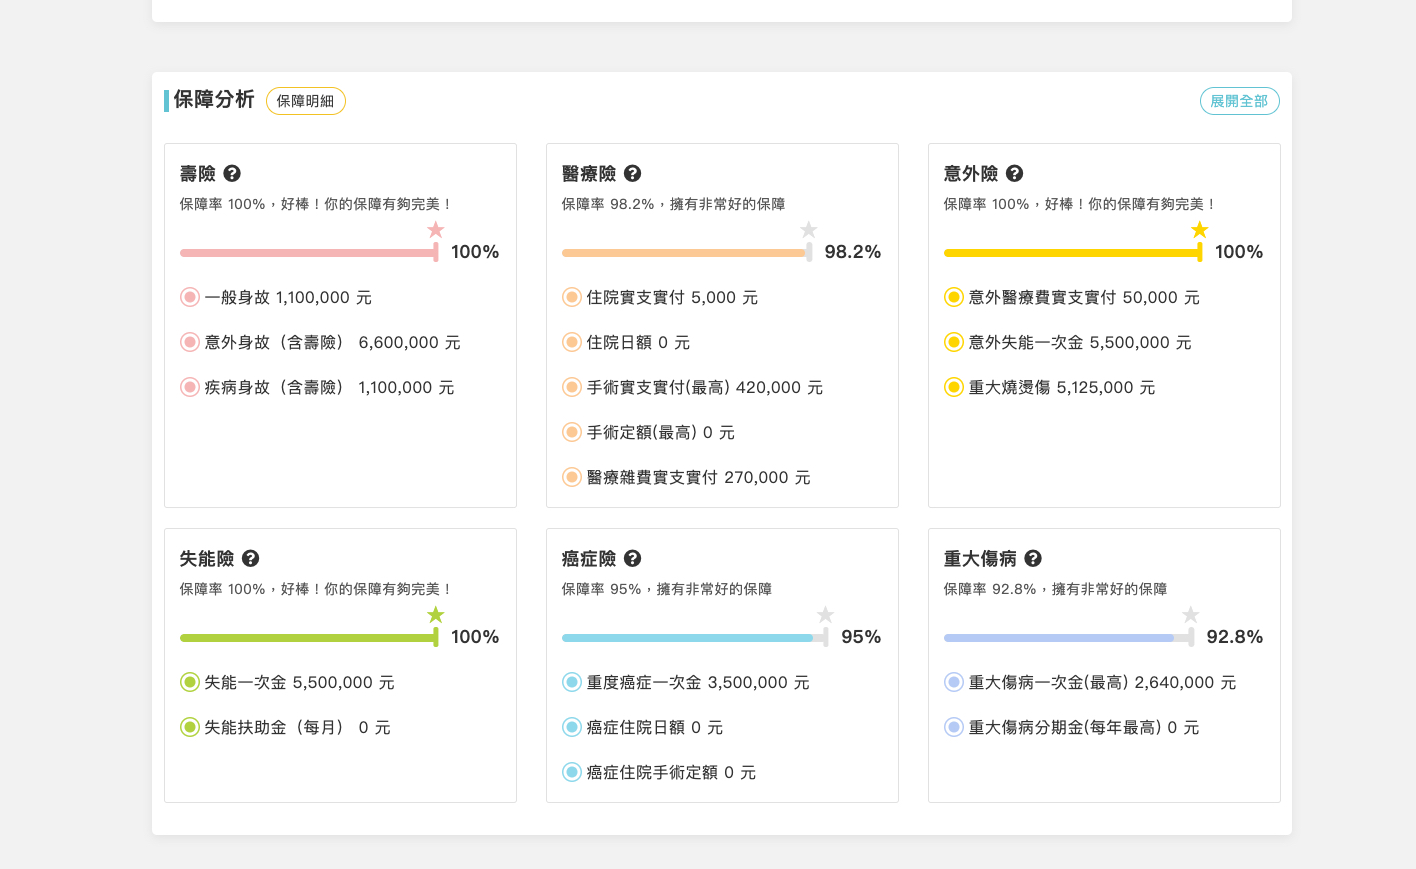 保障分析 保障明細 展開全部
壽險
保障率 100%，好棒！你的保障有夠完美！
100%
一般身故 1,100,000 元
意外身故（含壽險） 6,600,000 元
疾病身故（含壽險） 1,100,000 元
醫療險
保障率 98.2%，擁有非常好的保障
98.2%
住院實支實付 5,000 元
住院日額 0 元
手術實支實付(最高) 420,000 元
手術定額(最高) 0 元
醫療雜費實支實付 270,000 元
意外險
保障率 100%，好棒！你的保障有夠完美！
100%
意外醫療費實支實付 50,000 元
意外失能一次金 5,500,000 元
重大燒燙傷 5,125,000 元
失能險
保障率 100%，好棒！你的保障有夠完美！
100%
失能一次金 5,500,000 元
失能扶助金（每月） 0 元
癌症險
保障率 95%，擁有非常好的保障
95%
重度癌症一次金 3,500,000 元
癌症住院日額 0 元
癌症住院手術定額 0 元
重大傷病
保障率 92.8%，擁有非常好的保障
92.8%
重大傷病一次金(最高) 2,640,000 元
重大傷病分期金(每年最高) 0 元